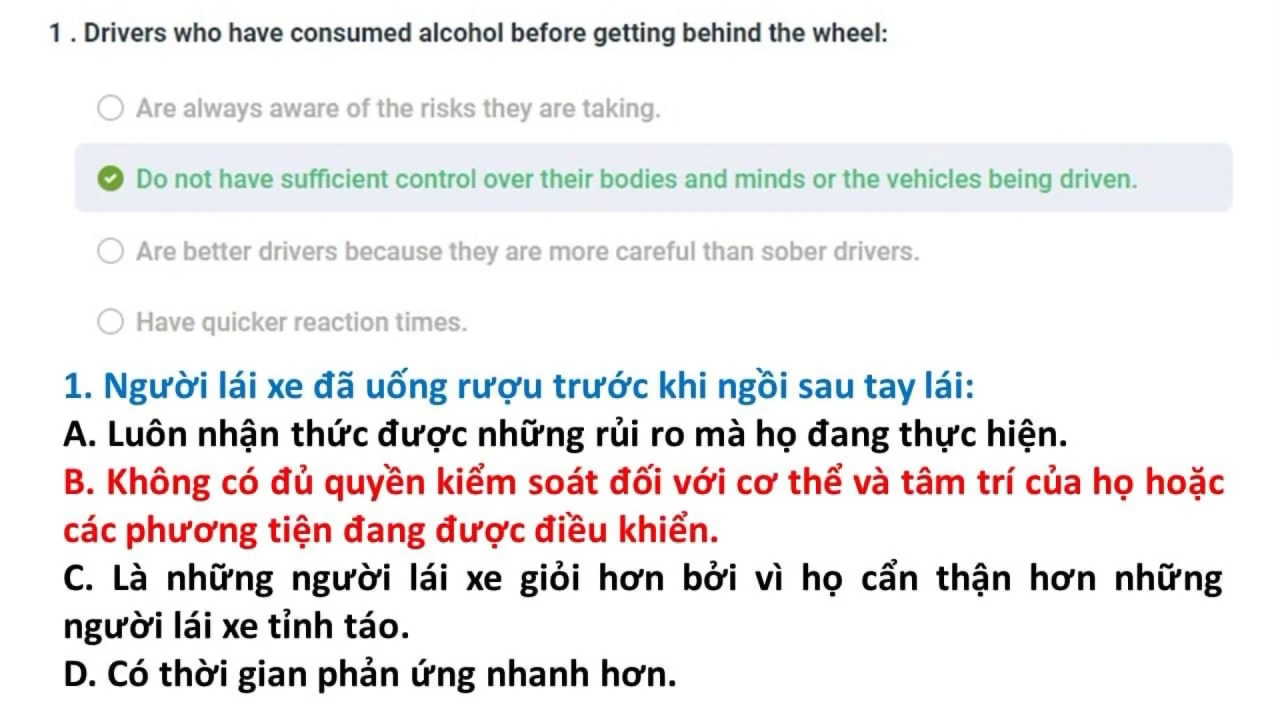 1 . Drivers who have consumed alcohol before getting behind the wheel:
Are always aware of the risks they are taking.
Do not have sufficient control over their bodies and minds or the vehicles being driven.
Are better drivers because they are more careful than sober drivers.
Have quicker reaction times.
1. Người lái xe đã uống rượu trước khi ngồi sau tay lái:
A. Luôn nhận thức được những rủi ro mà họ đang thực hiện.
B. Không có đủ quyền kiểm soát đối với cơ thể và tâm trí của họ hoặc
các phương tiện đang được điều khiển.
C. Là những người lái xe giỏi hơn bởi vì họ cẩn thận hơn những
người lái xe tỉnh táo.
D. Có thời gian phản ứng nhanh hơn.